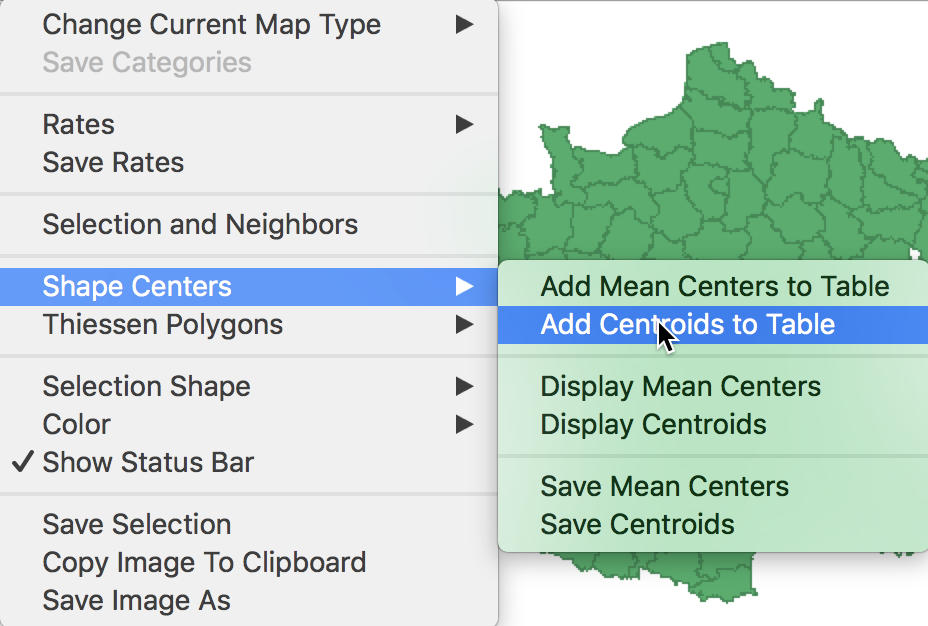 Change Current Map Type
Save Categories
Rates
Save Rates
Selection and Neighbors
Shape Centers
Thiessen Polygons
Selection Shape
Color
Show Status Bar
Save Selection
Copy Image To Clipboard
Save Image As
Add Mean Centers to Table
Add Centroids to Table
Display Mean Centers
Display Centroids
Save Mean Centers
Save Centroids